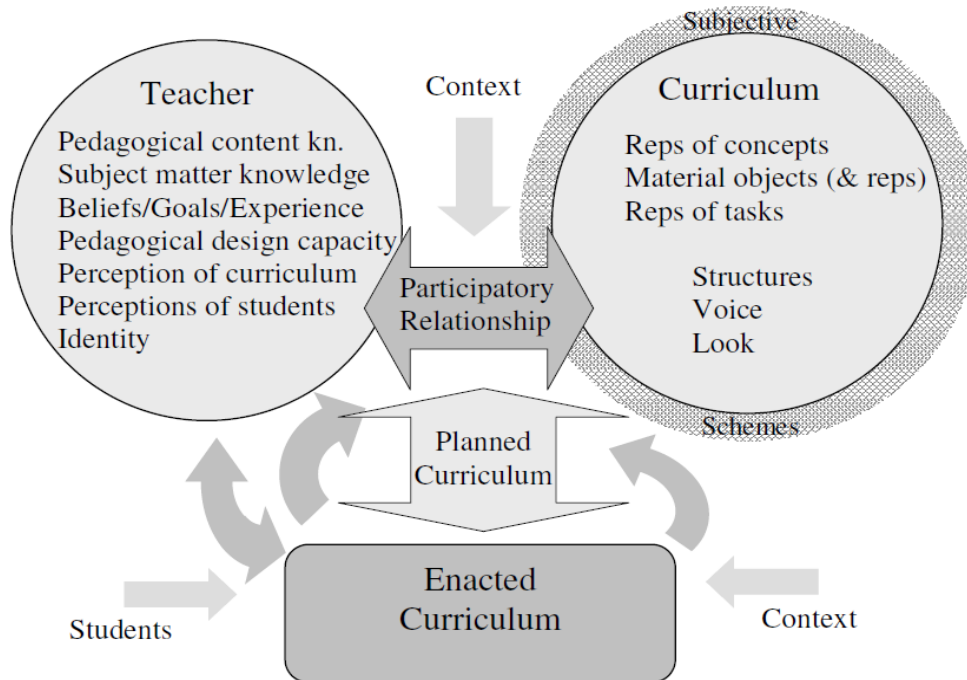 Subjective
Teacher
Pedagogical content kn.
Subject matter knowledge
Beliefs/Goals/Experience
Pedagogical design capacity
Perception of curriculum
Perceptions of students
Identity
Context
Curriculum
Reps of concepts
Material objects (& reps)
Reps of tasks
Structures
Voice
Look
Participatory
Relationship
Schemes
Planned
Curriculum
Enacted
Curriculum
Students
Context